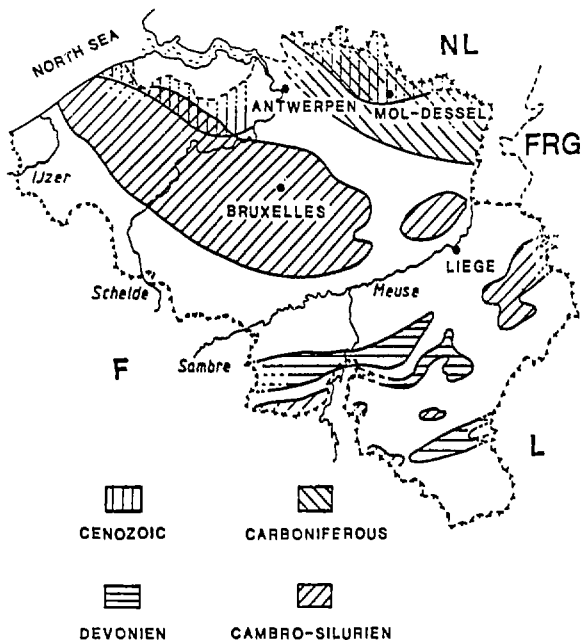 NORTH SEA
NL
ANTWERPEN
MOL-DESSEL
FRG
IJzer
BRUXELLES
LIEGE
Schelde
Meuse
Sambre
F
L
CENOZOIC
CARBONIFEROUS
DEVONIEN
CAMBRO-SILURIEN